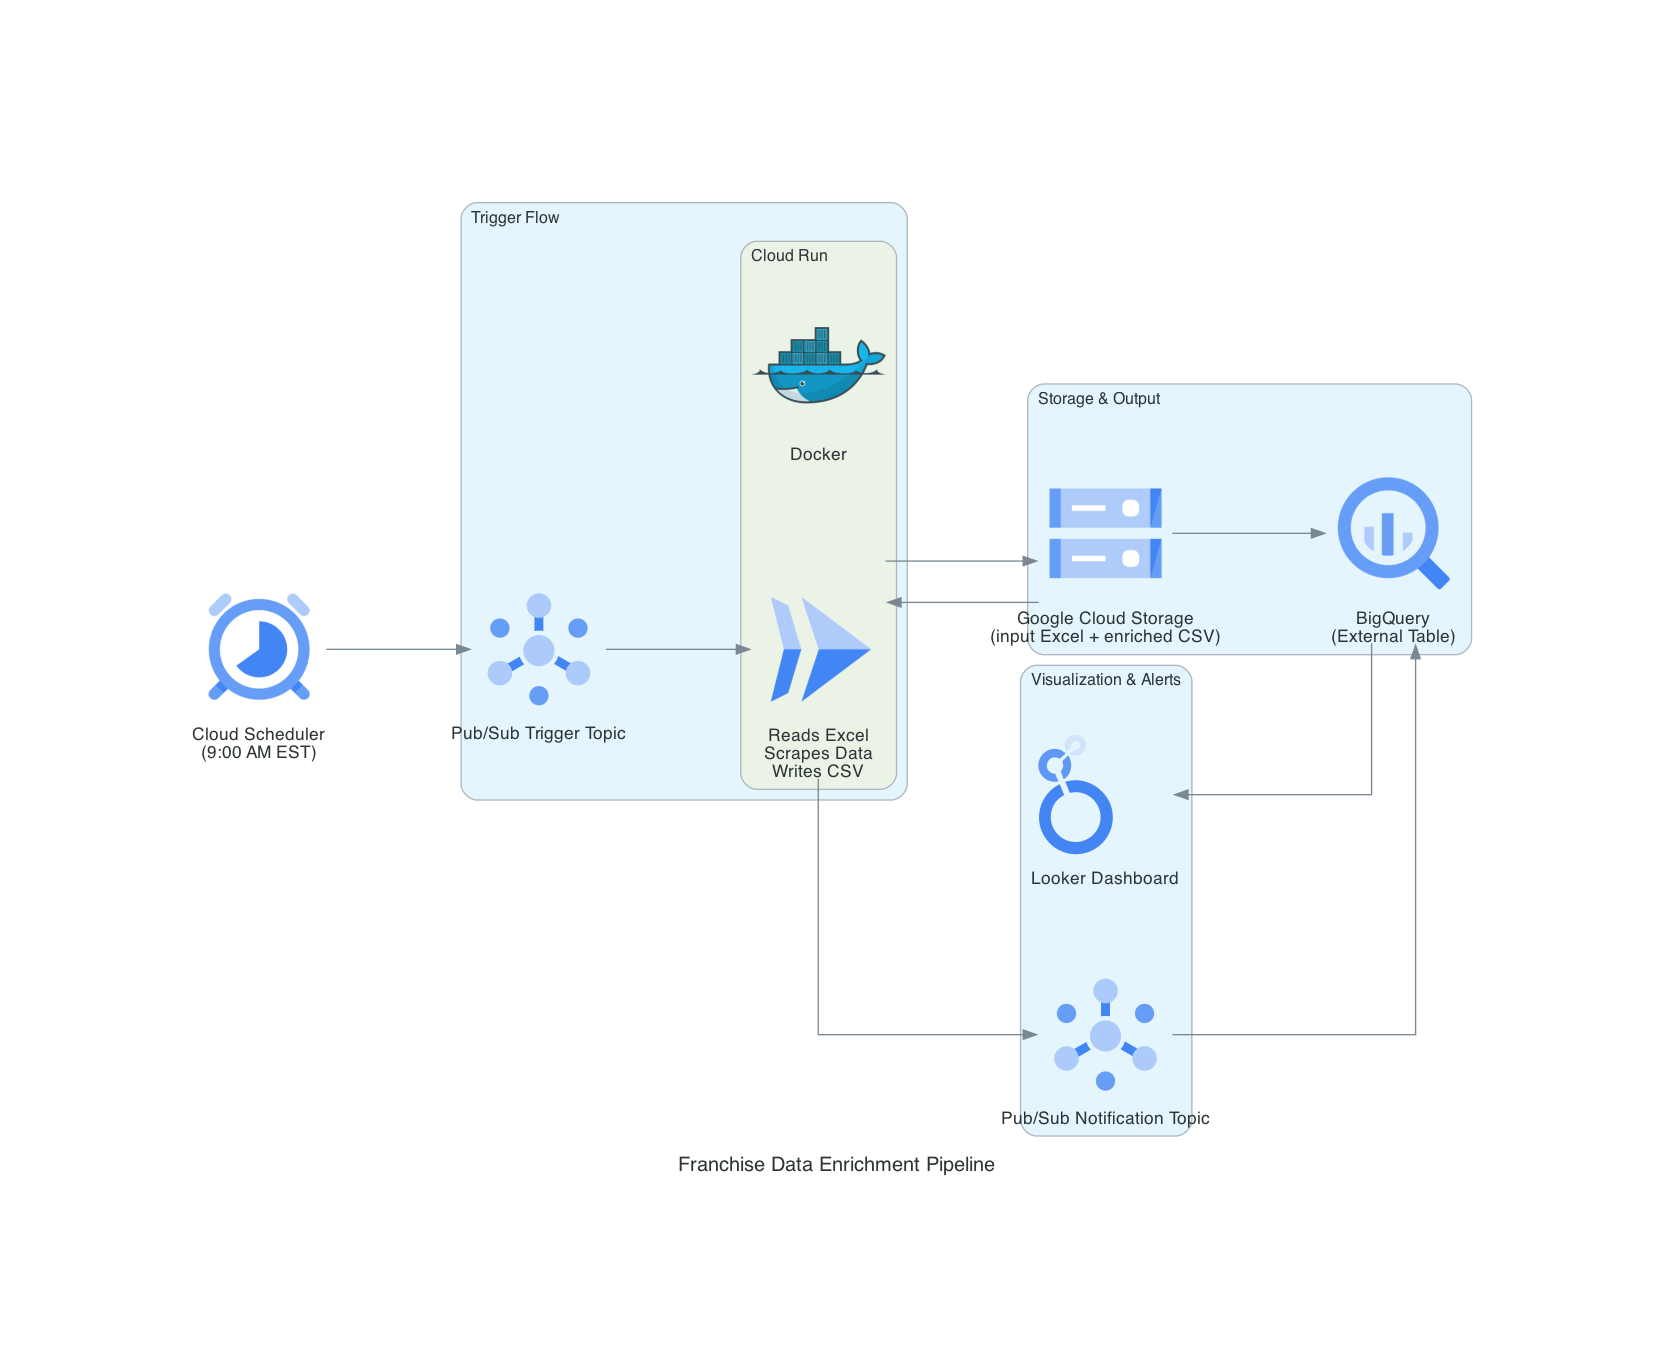 Trigger Flow
Cloud Run
Docker
Storage & Output
Google Cloud Storage
(input Excel + enriched CSV)
BigQuery
(External Table)
Cloud Scheduler
(9:00 AM EST)
Pub/Sub Trigger Topic
Reads Excel
Scrapes Data
Writes CSV
Visualization & Alerts
Looker Dashboard
Pub/Sub Notification Topic
Franchise Data Enrichment Pipeline